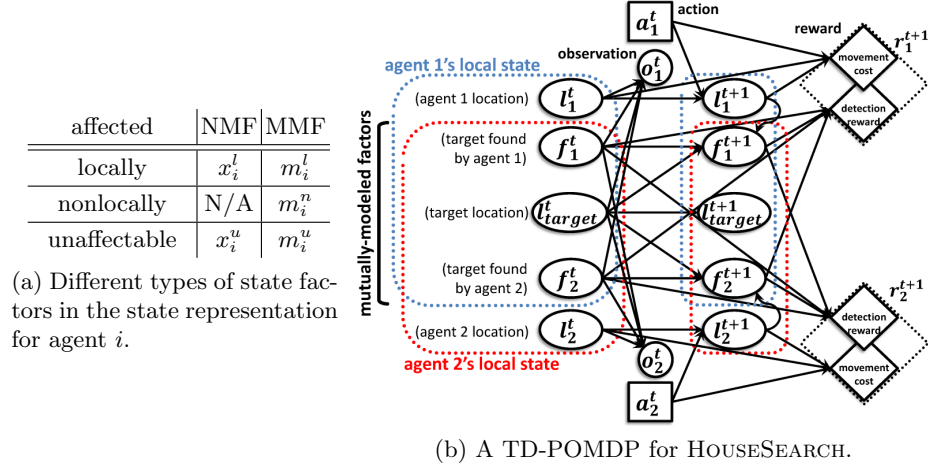 affected NMF MMF
locally x_i^l m_i^l
nonlocally N/A m_i^n
unaffectable x_i^u m_i^u
(a) Different types of state fac-
tors in the state representation
for agent i.
a_1^t action
reward r_1^{t+1}
observation
agent 1's local state o_1^t
movement
cost
(agent 1 location) l_1^t l_1^{t+1}
detection
reward
mutually-modeled factors
(target found
by agent 1) f_1^t f_1^{t+1}
(target location) l_{target}^t l_{target}^{t+1}
(target found
by agent 2) f_2^t f_2^{t+1}
r_2^{t+1}
detection
reward
(agent 2 location) l_2^t l_2^{t+1}
agent 2's local state o_2^t
movement
cost
a_2^t
(b) A TD-POMDP for HOUSESEARCH.